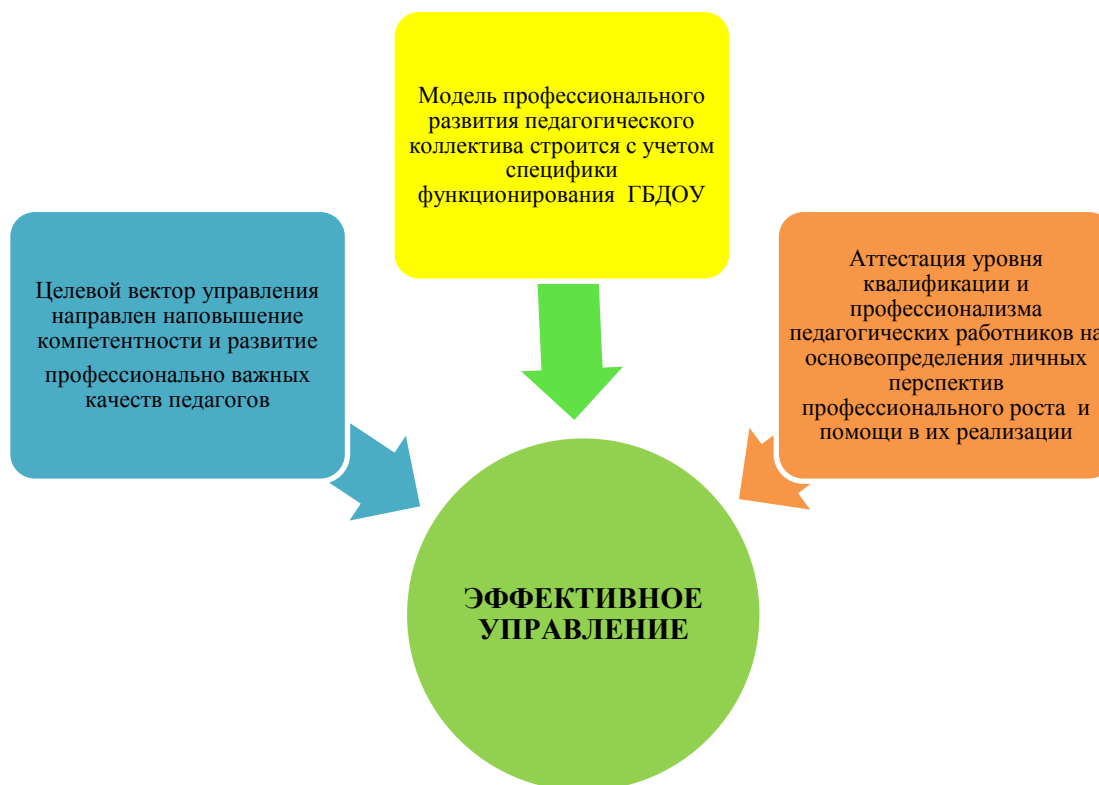 Модель профессионального
развития педагогического
коллектива строится с учетом
специфики
функционирования ГБДОУ
Целевой вектор управления
направлен наповышение
компетентности и развитие
профессионально важных
качеств педагогов
Аттестация уровня
квалификации и
профессионализма
педагогических работников на
основеопределения личных
перспектив
профессионального роста и
помощи в их реализации
ЭФФЕКТИВНОЕ
УПРАВЛЕНИЕ